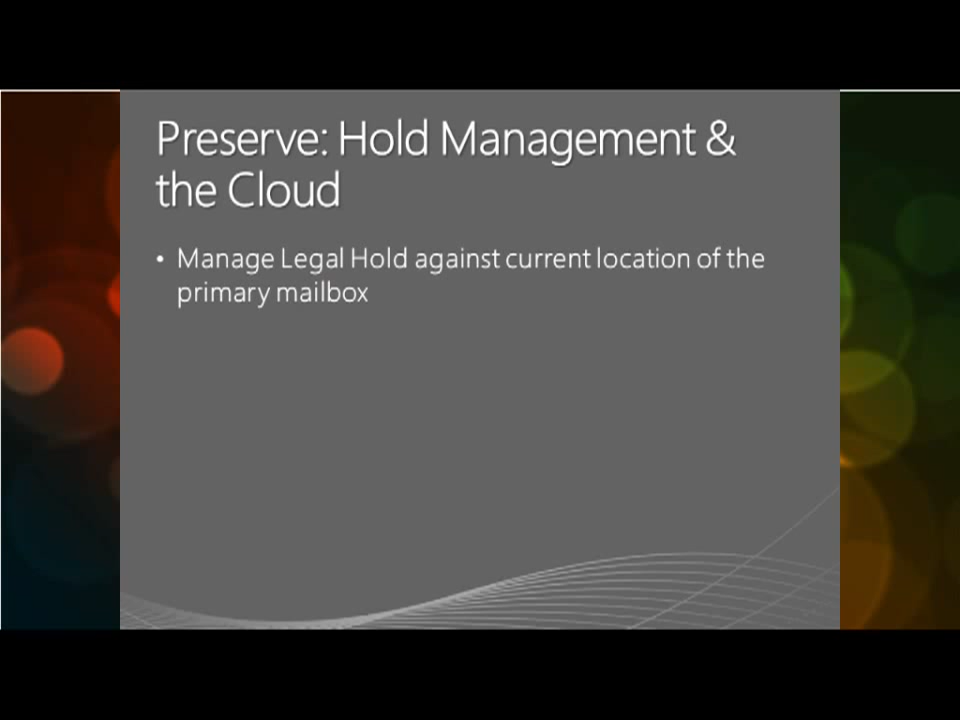 Preserve: Hold Management &
the Cloud
• Manage Legal Hold against current location of the
primary mailbox